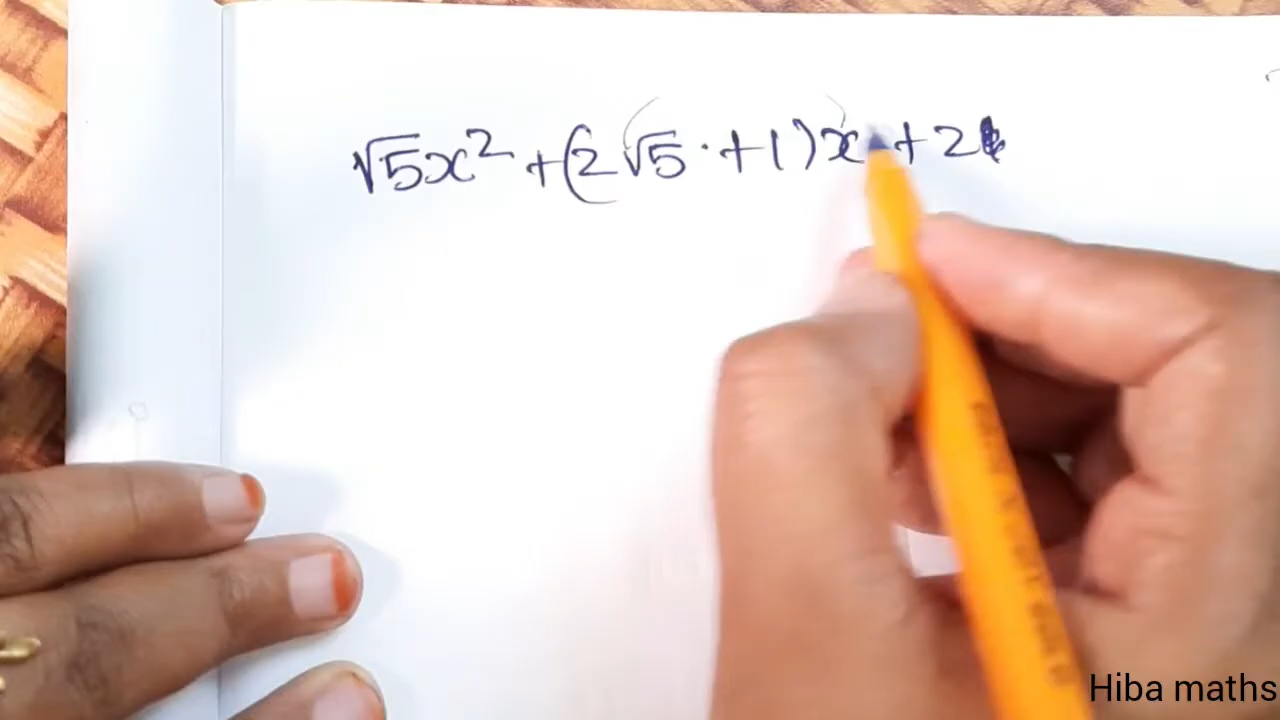 √5x² + (2√5 · + 1)x + 2
Hiba maths